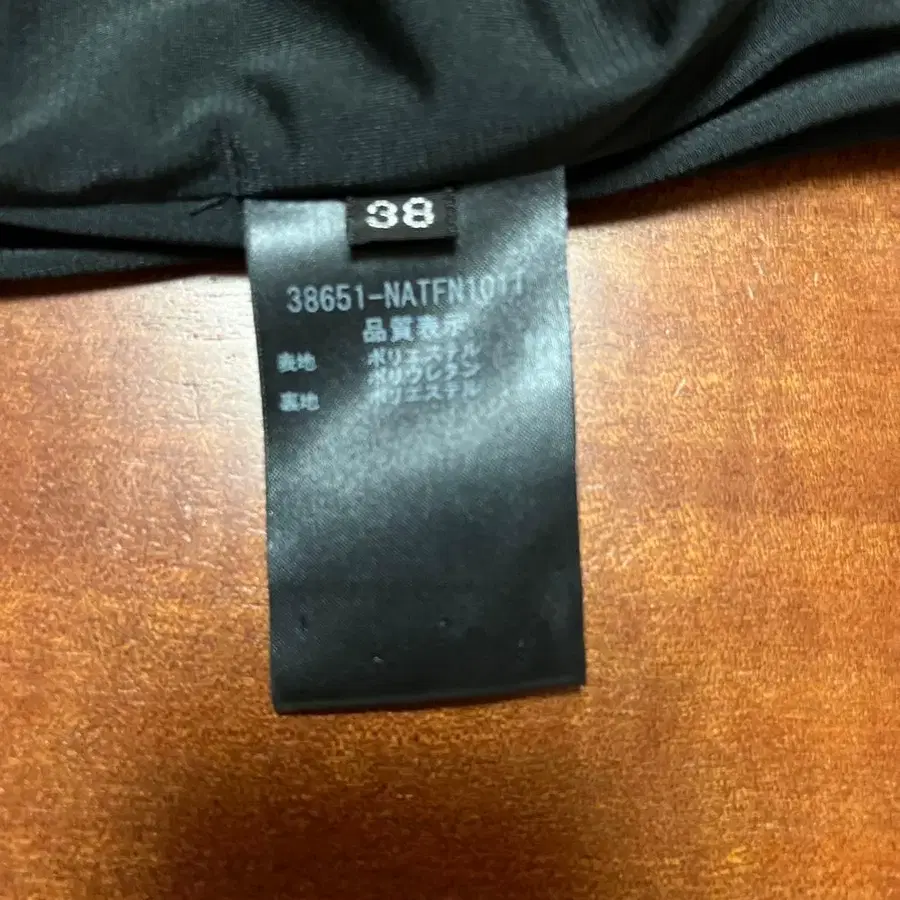 38
38651-NATFN1011
品質表示
表地 ポリエステル
ポリウレタン
裏地 ポリエステル